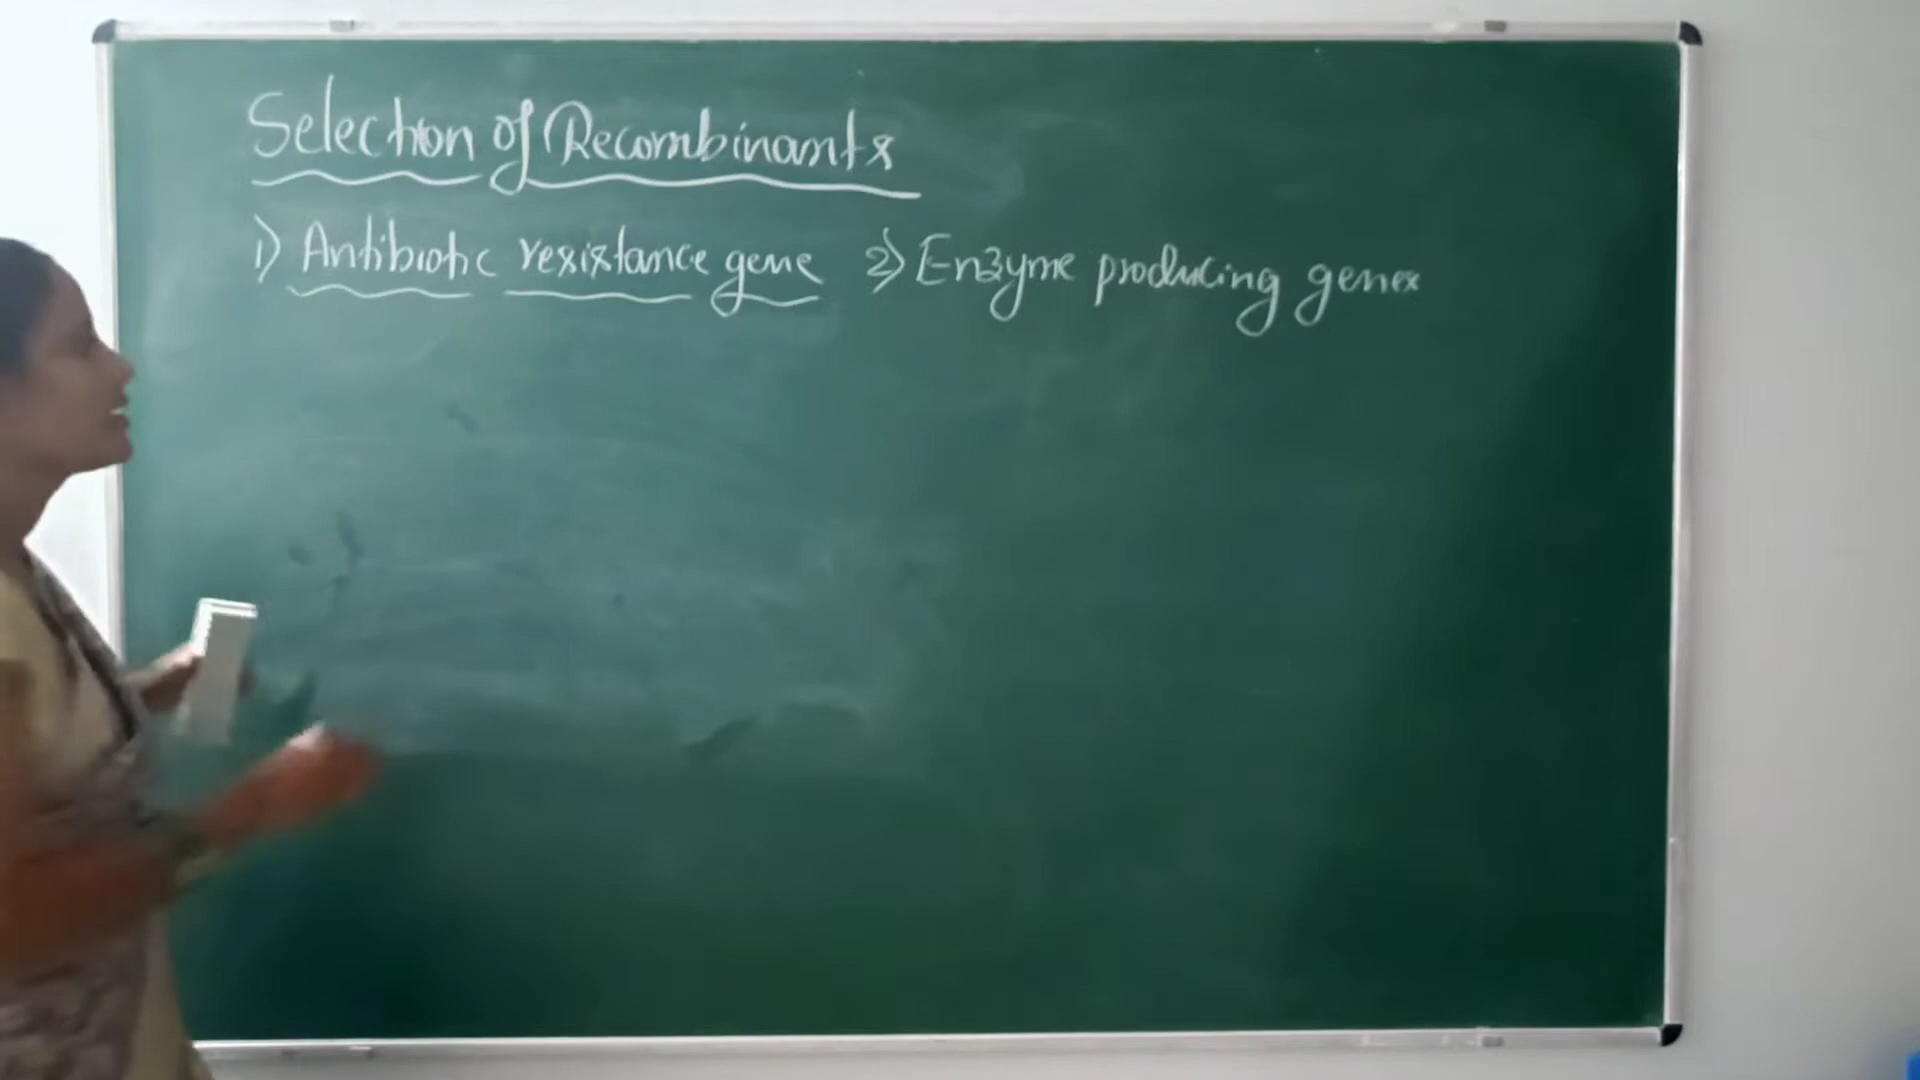 Selection of Recombinants
1) Antibiotic resistance gene 2) Enzyme producing genes